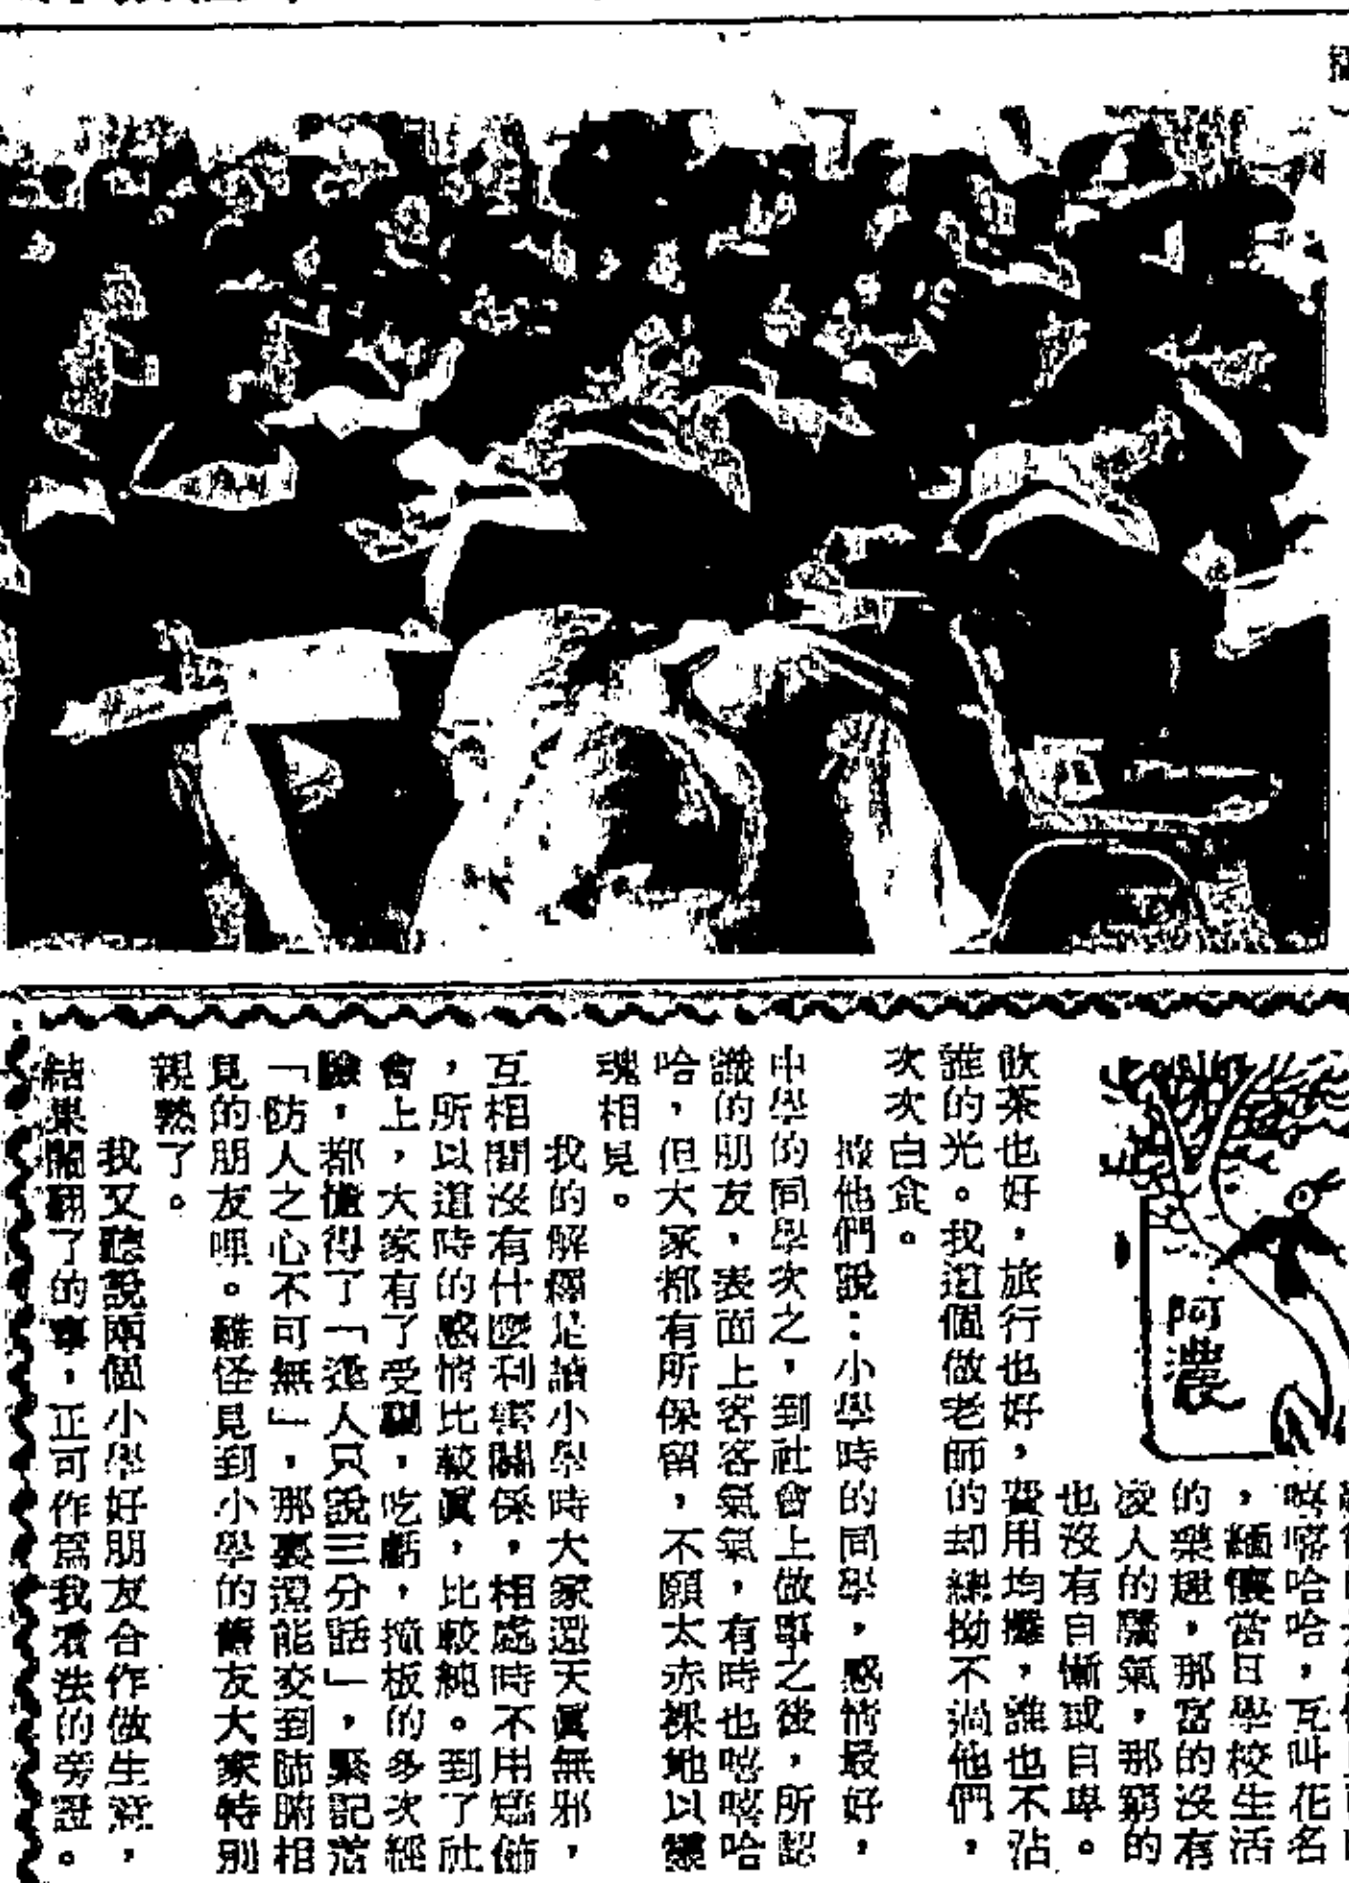 阿濃
嘻嘻哈哈，互叫花名
，緬懷當日學校生活
的樂趣，那富的沒有
凌人的驕氣，那窮的
也沒有自慚或自卑。
飲茶也好，旅行也好，費用均攤，誰也不沾
誰的光。我這個做老師的却總拗不過他們，
次次白食。
據他們說：小學時的同學，感情最好，
中學的同學次之，到社會上做事之後，所認
識的朋友，表面上客客氣氣，有時也嘻嘻哈
哈，但大家都有所保留，不願太赤裸地以靈
魂相見。
我的解釋是讀小學時大家還天眞無邪，
互相間沒有什麼利害關係，相處時不用矯飾
，所以這時的感情比較眞，比較純。到了社
會上，大家有了受騙，吃虧，撞板的多次經
驗，都懂得了「逢人只說三分話」，緊記着
「防人之心不可無」，那裏還能交到肺腑相
見的朋友哩。難怪見到小學的舊友大家特別
親熱了。
我又聽說兩個小學好朋友合作做生意，
結果鬧翻了的事，正可作爲我看法的旁證。